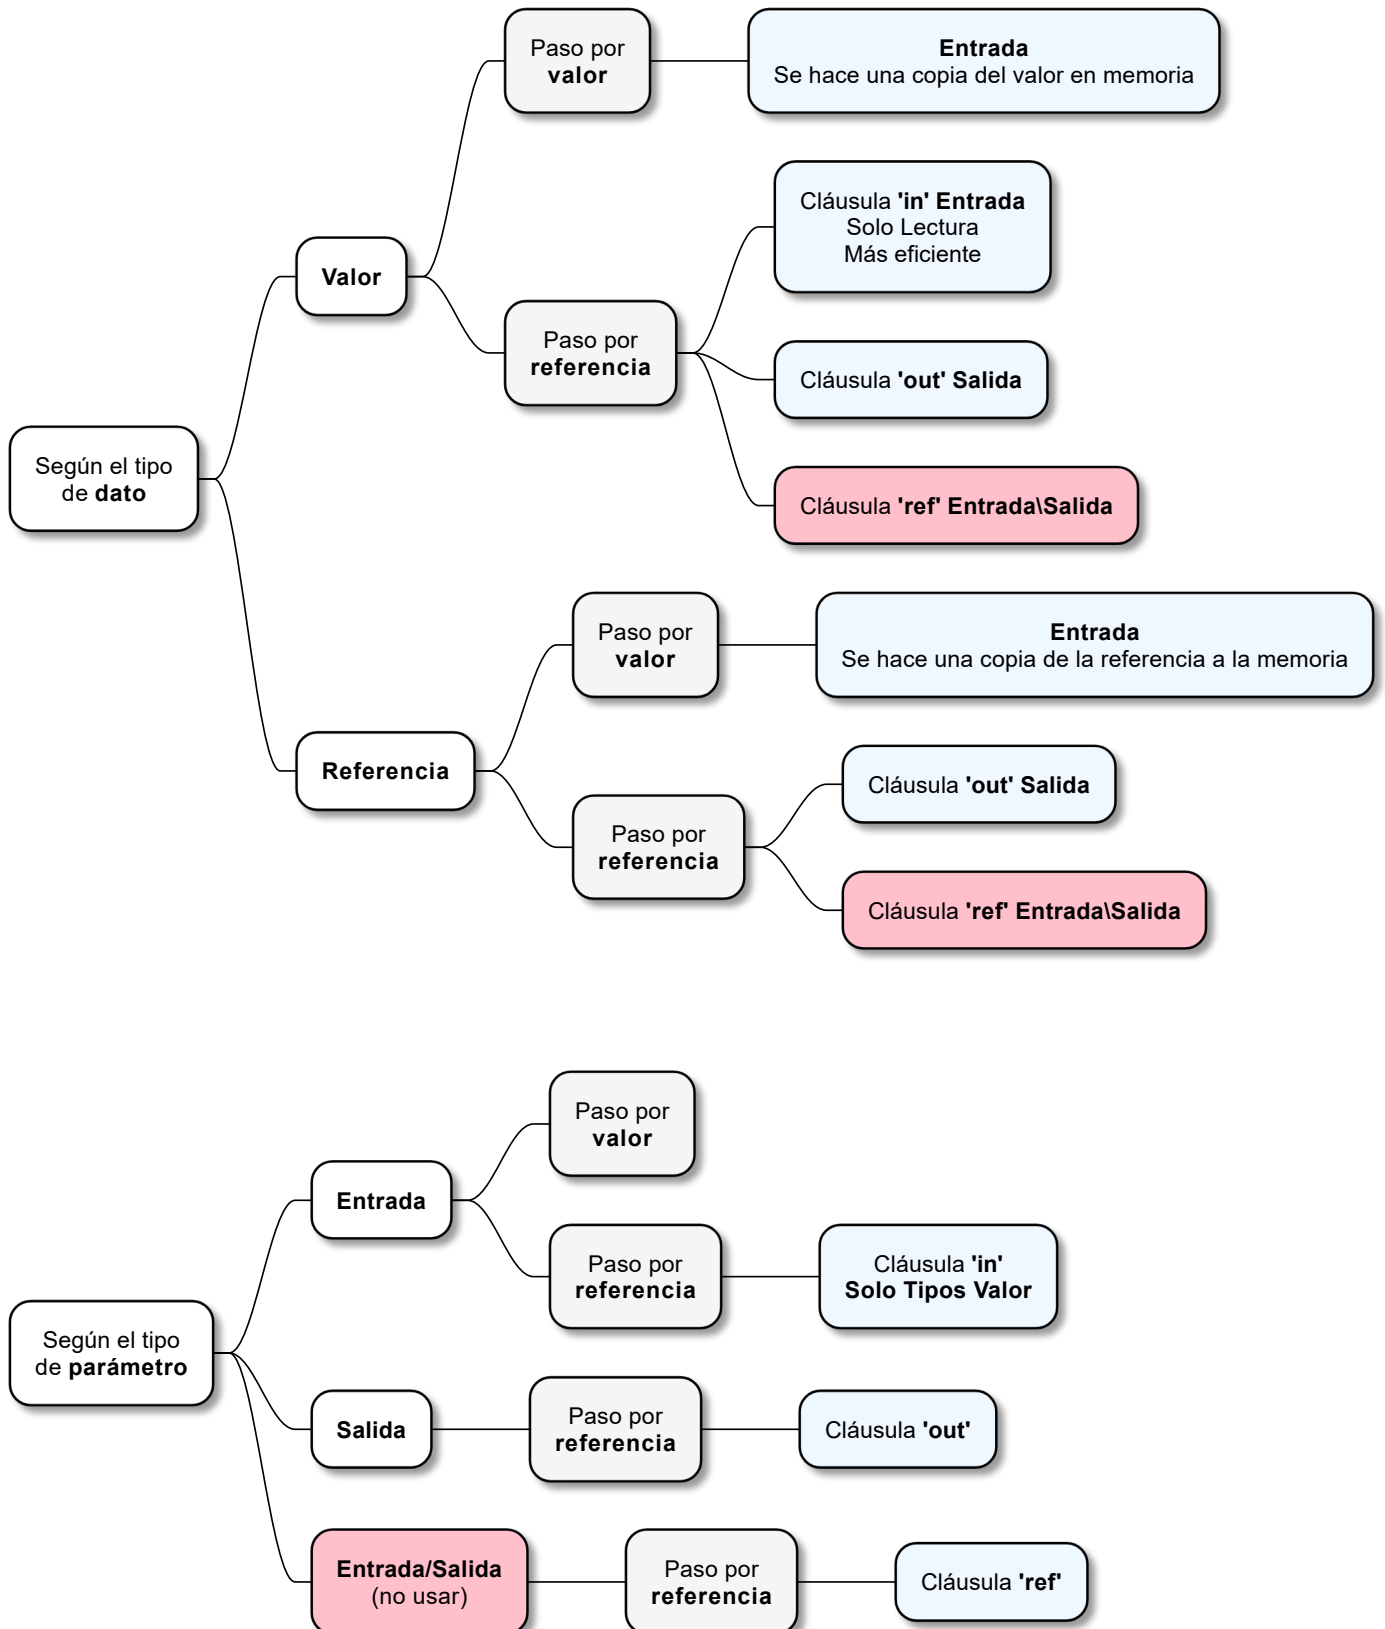 Paso por
valor
Entrada
Se hace una copia del valor en memoria
Cláusula 'in' Entrada
Solo Lectura
Más eficiente
Valor
Paso por
referencia
Cláusula 'out' Salida
Según el tipo
de dato
Cláusula 'ref' Entrada\Salida
Paso por
valor
Entrada
Se hace una copia de la referencia a la memoria
Referencia
Cláusula 'out' Salida
Paso por
referencia
Cláusula 'ref' Entrada\Salida
Paso por
valor
Entrada
Paso por
referencia
Cláusula 'in'
Solo Tipos Valor
Según el tipo
de parámetro
Salida
Paso por
referencia
Cláusula 'out'
Entrada/Salida
(no usar)
Paso por
referencia
Cláusula 'ref'